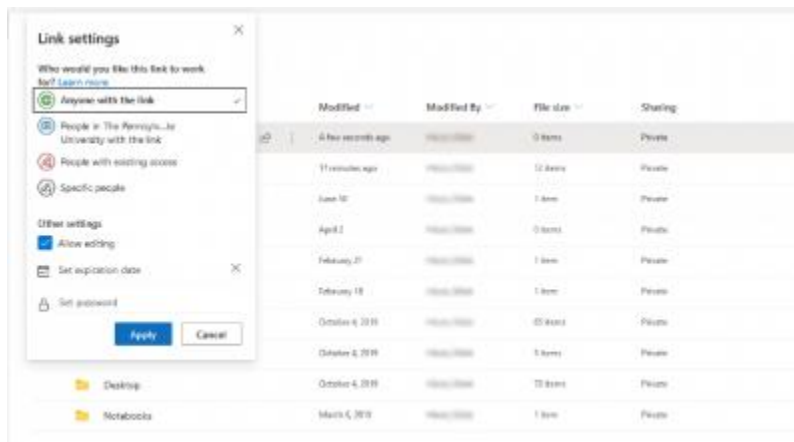 Link settings
Who would you like this link to work
for? Learn more
Anyone with the link
People in The Pennsylv...te
University with the link
People with existing access
Specific people
Other settings
Allow editing
Set expiration date
Set password
Apply Cancel
Modified Modified By File size Sharing
A few seconds ago 0 items Private
11 minutes ago 12 items Private
June 10 1 item Private
April 2 0 items Private
February 21 1 item Private
February 18 1 item Private
October 4, 2019 Private
October 4, 2019 5 items Private
Desktop October 4, 2019 Private
Notebooks March 6, 2019 1 item Private